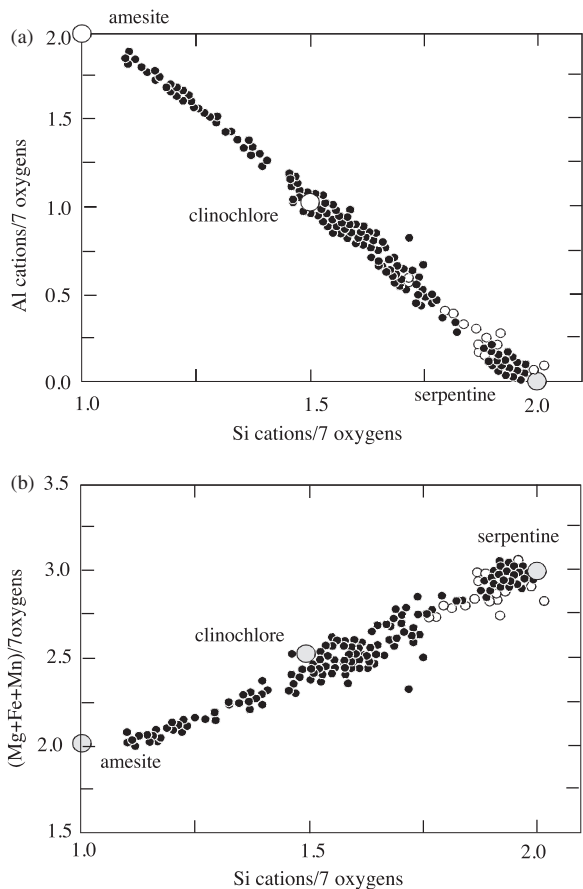 (a)
amesite
2.0
1.5
1.0
0.5
0.0
Al cations/7 oxygens
clinochlore
serpentine
1.0
1.5
2.0
Si cations/7 oxygens
(b)
3.5
3.0
2.5
2.0
1.5
(Mg+Fe+Mn)/7oxygens
serpentine
clinochlore
amesite
1.0
1.5
2.0
Si cations/7 oxygens